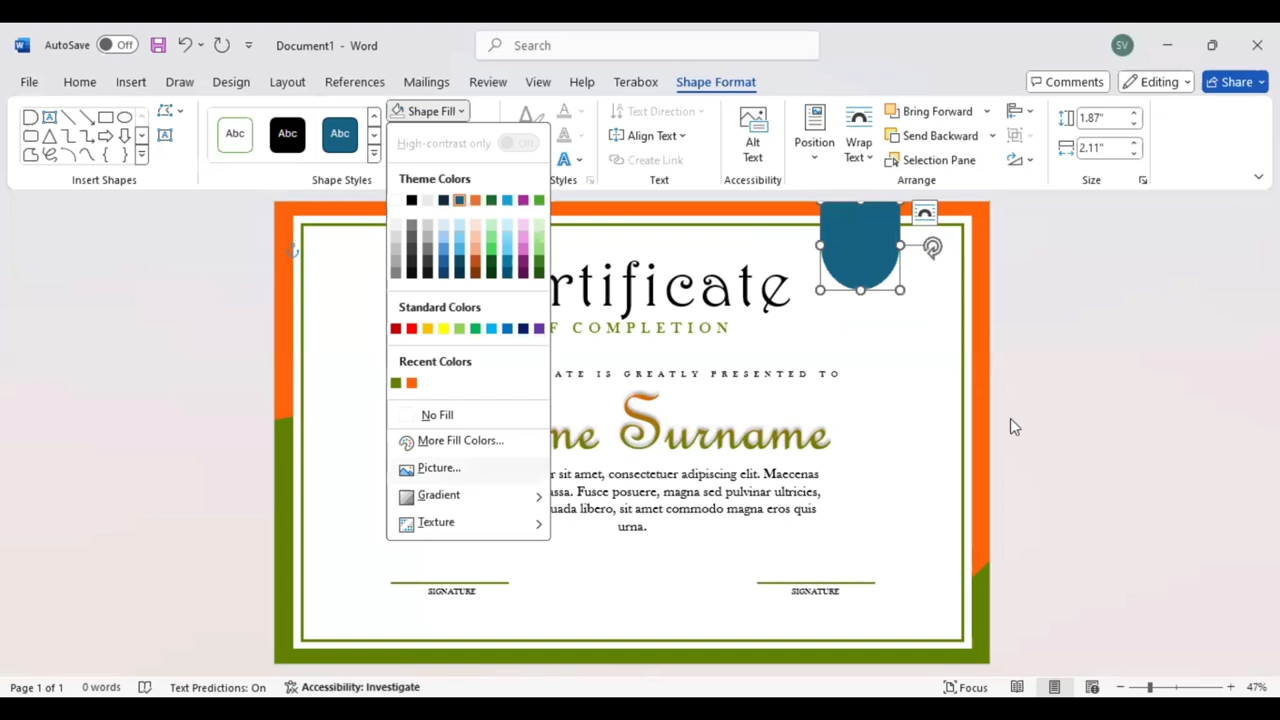 AutoSave Off Document1 - Word Search SV
File Home Insert Draw Design Layout References Mailings Review View Help Terabox Shape Format Comments Editing Share
Abc Abc Abc Shape Fill Text Direction Align Text Create Link Alt Text Position Wrap Text Bring Forward Send Backward Selection Pane 1.87" 2.11"
Insert Shapes Shape Styles Styles Text Accessibility Arrange Size
High-contrast only Off
Theme Colors
Standard Colors
Recent Colors
No Fill
More Fill Colors...
Picture...
Gradient
Texture
rtificate
F COMPLETION
ATE IS GREATLY PRESENTED TO
me Surname
r sit amet, consectetuer adipiscing elit. Maecenas
assa. Fusce posuere, magna sed pulvinar ultricies,
uada libero, sit amet commodo magna eros quis
urna.
SIGNATURE SIGNATURE
Page 1 of 1 0 words Text Predictions: On Accessibility: Investigate Focus 47%